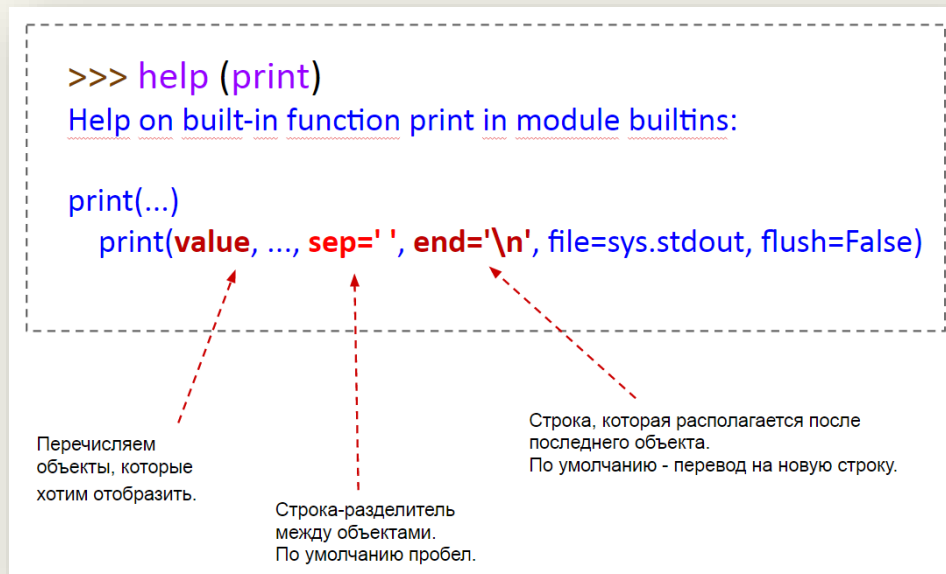 >>> help (print)
Help on built-in function print in module builtins:
print(...)
print(value, ..., sep=' ', end='\n', file=sys.stdout, flush=False)
Перечисляем
объекты, которые
хотим отобразить.
Строка-разделитель
между объектами.
По умолчанию пробел.
Строка, которая располагается после
последнего объекта.
По умолчанию - перевод на новую строку.